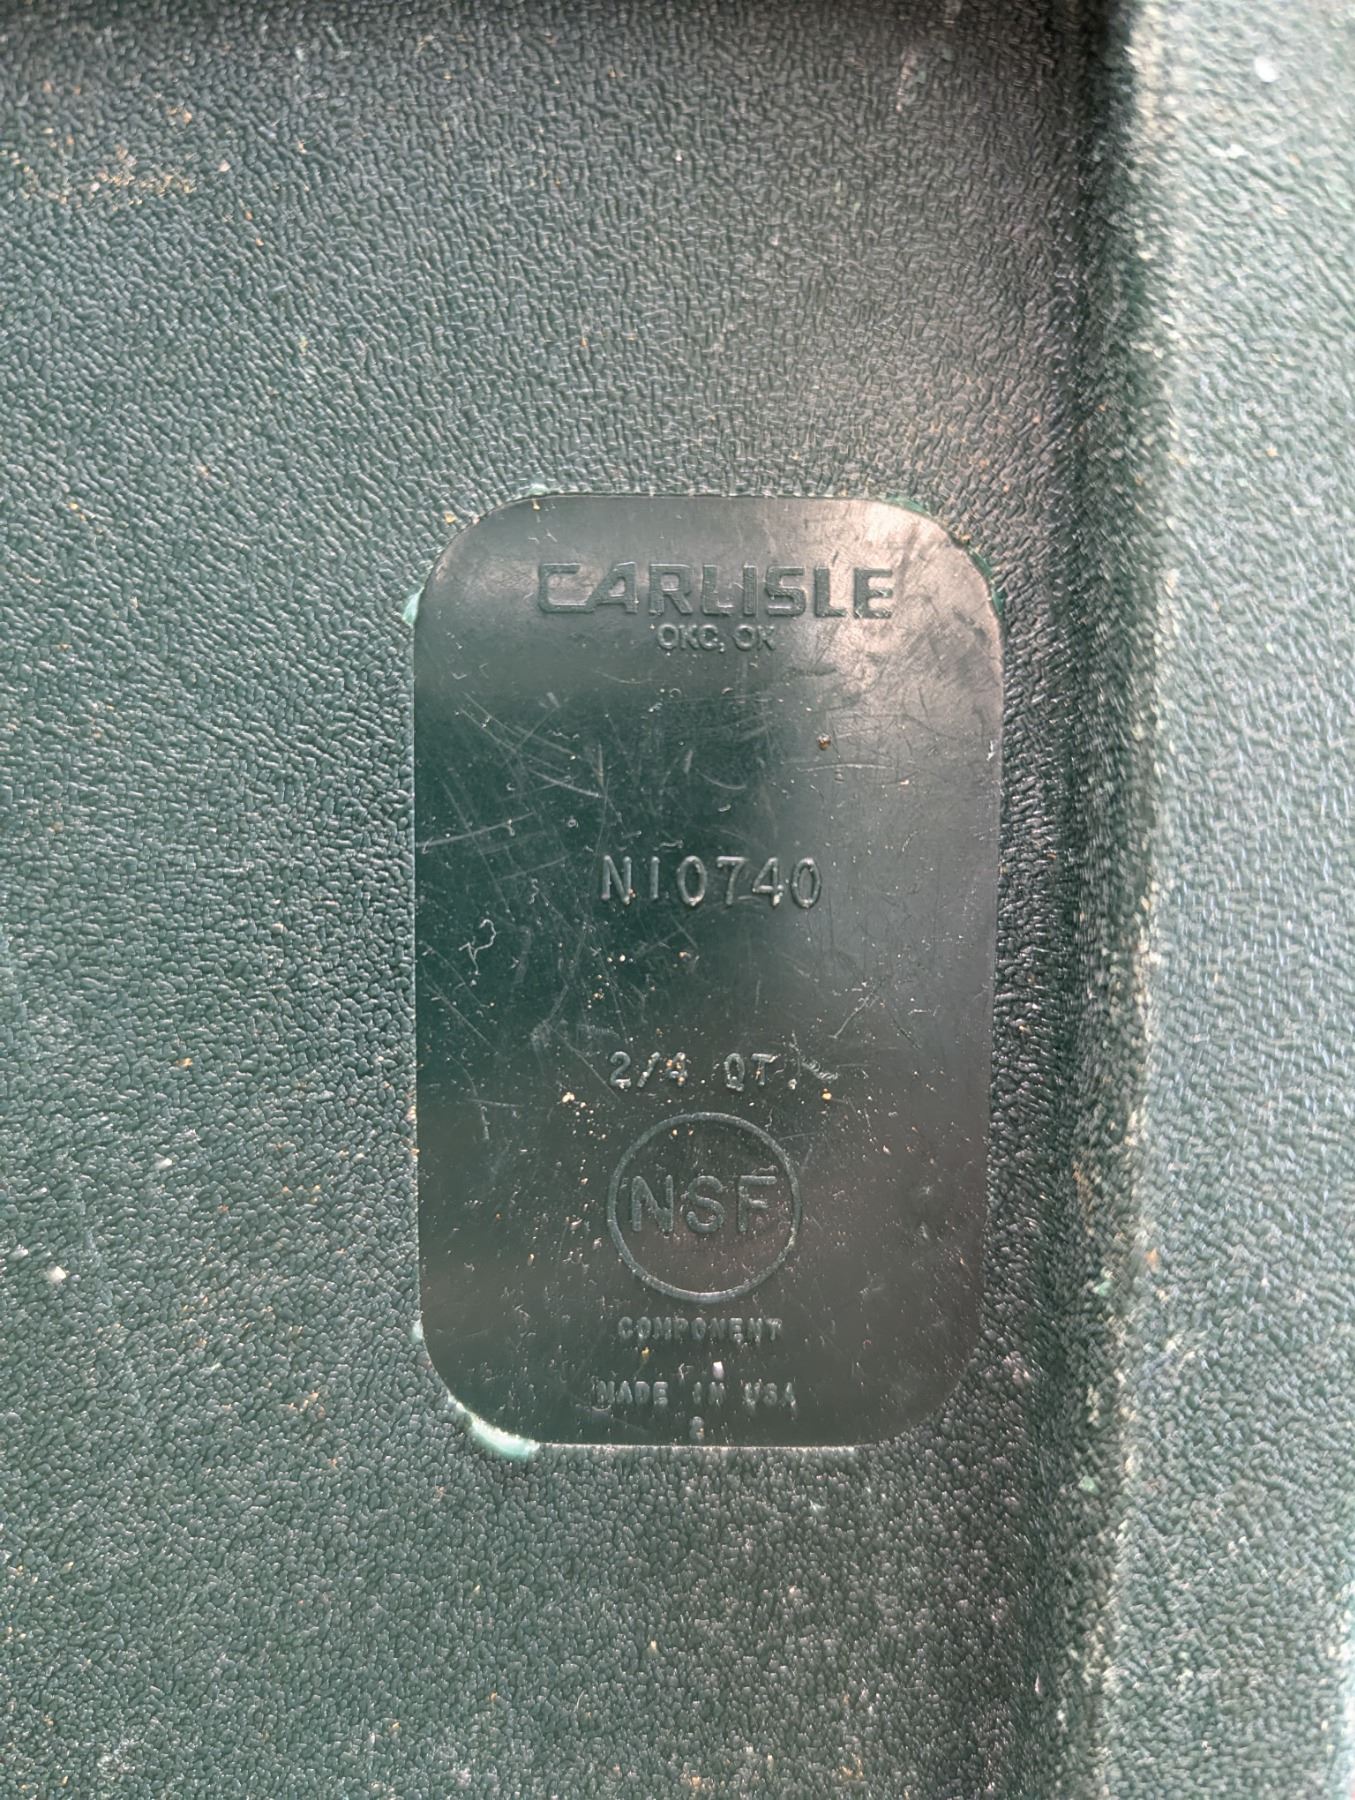 CARLISLE
OKC, OK
N10740
2/4 QT.
NSF
COMPONENT
MADE IN USA